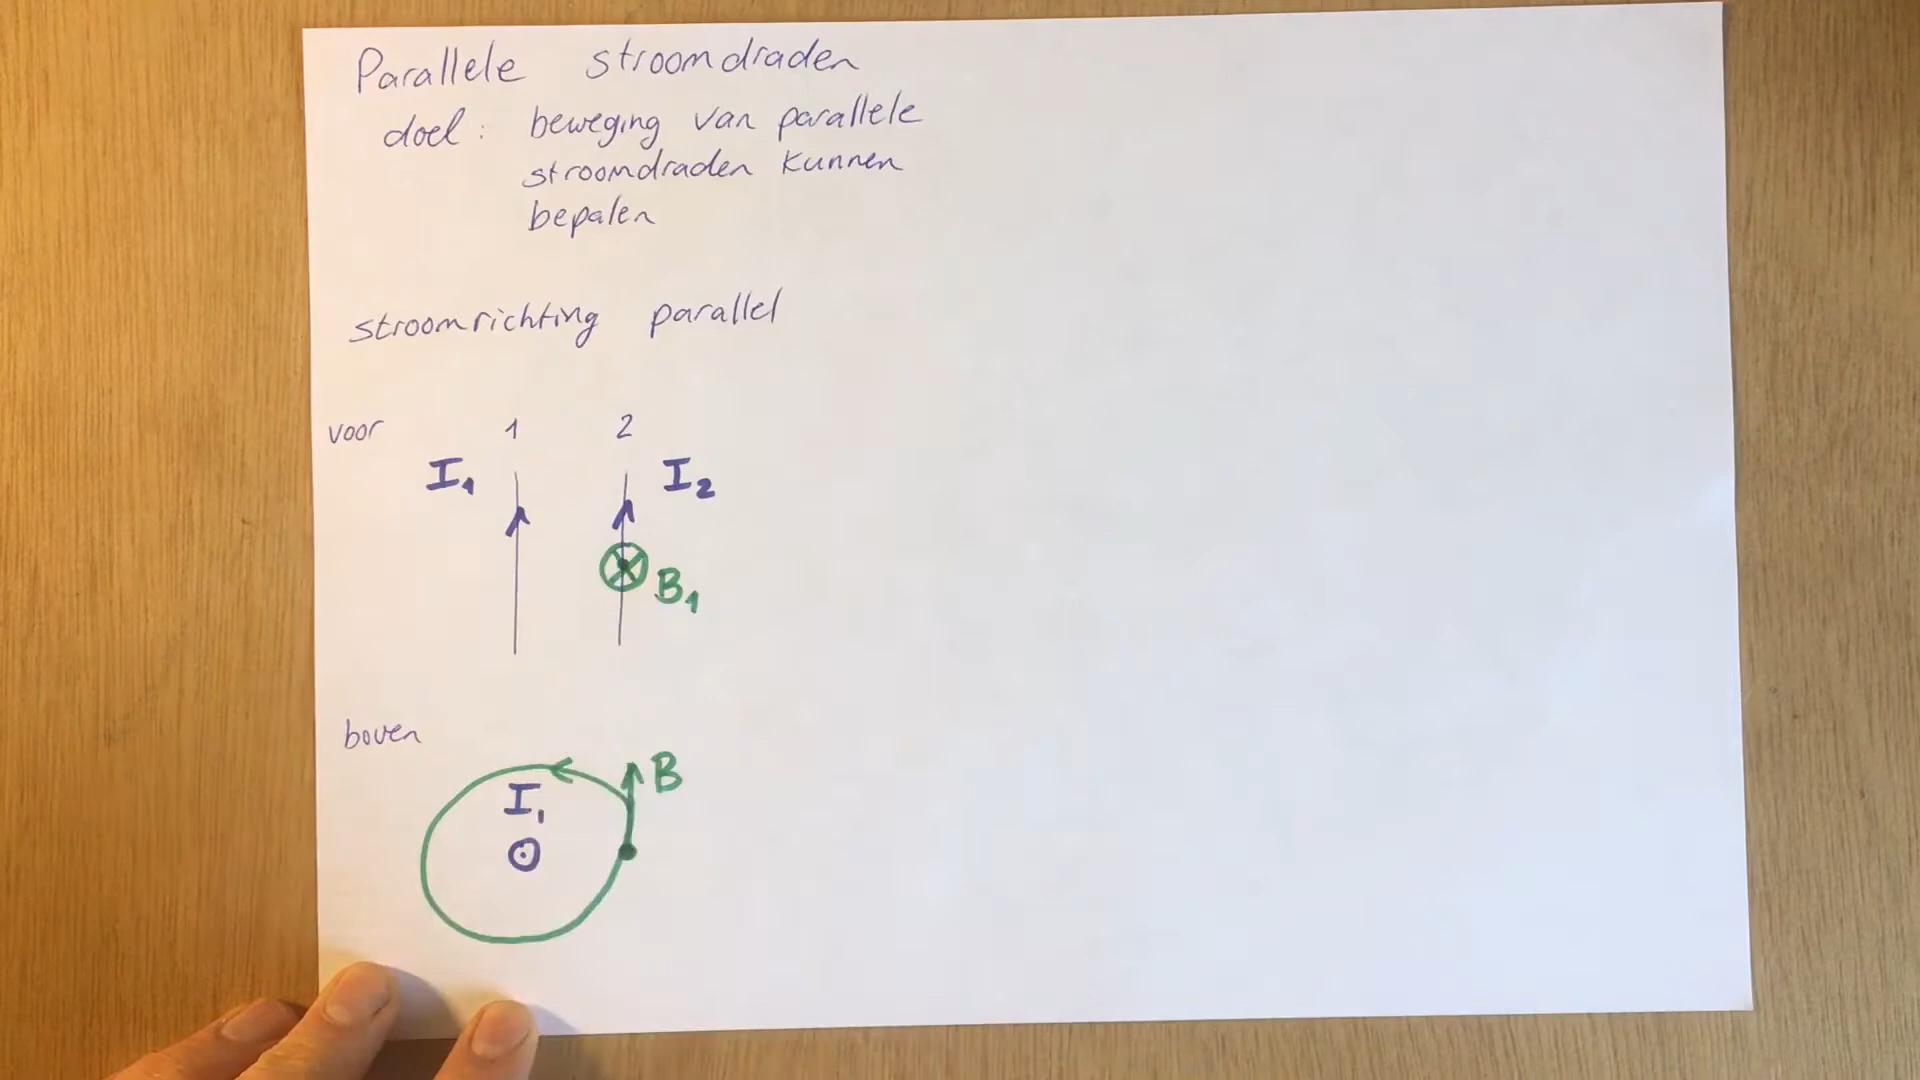 Parallele stroomdraden
doel: beweging van parallele
stroomdraden kunnen
bepalen
stroomrichting parallel
voor 1 2
I₁ I₂
B₁
boven
B
I₁